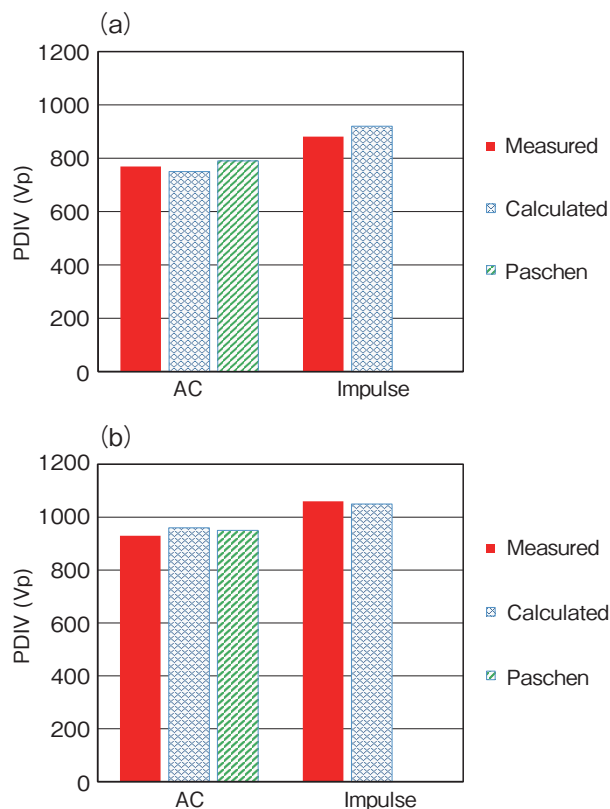 (a)
1200
1000
800
600
400
200
0
PDIV (Vp)
AC
Impulse
Measured
Calculated
Paschen
(b)
1200
1000
800
600
400
200
0
PDIV (Vp)
AC
Impulse
Measured
Calculated
Paschen